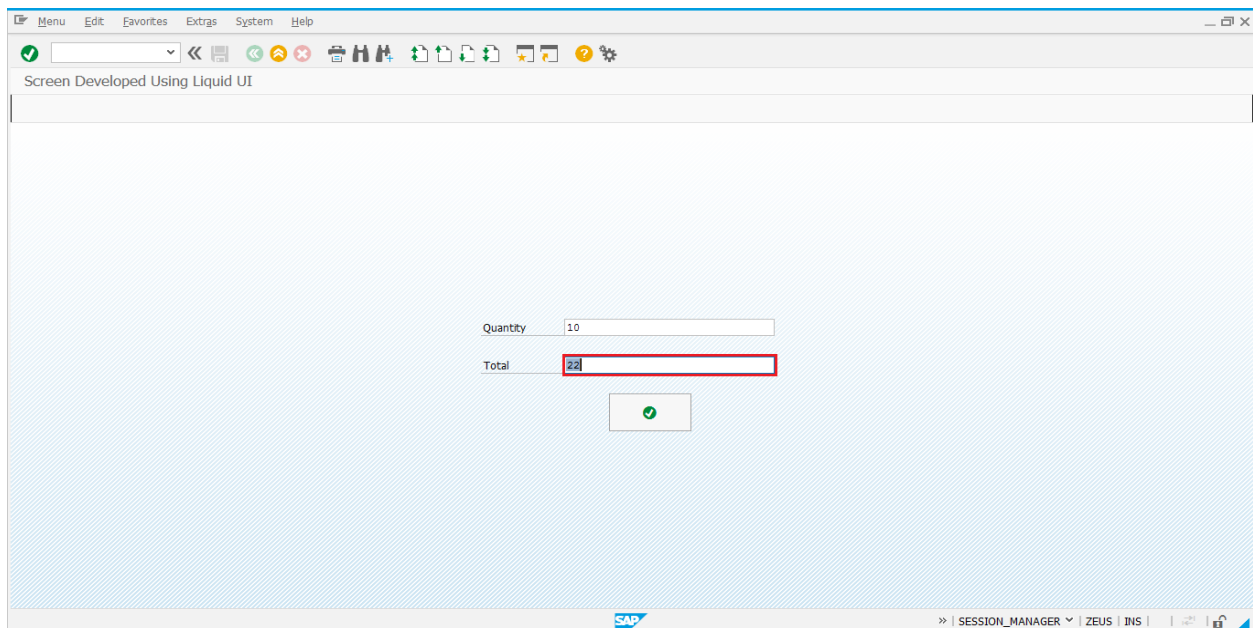 Menu Edit Favorites Extras System Help
Screen Developed Using Liquid UI
Quantity 10
Total 22
SAP » | SESSION_MANAGER | ZEUS | INS |